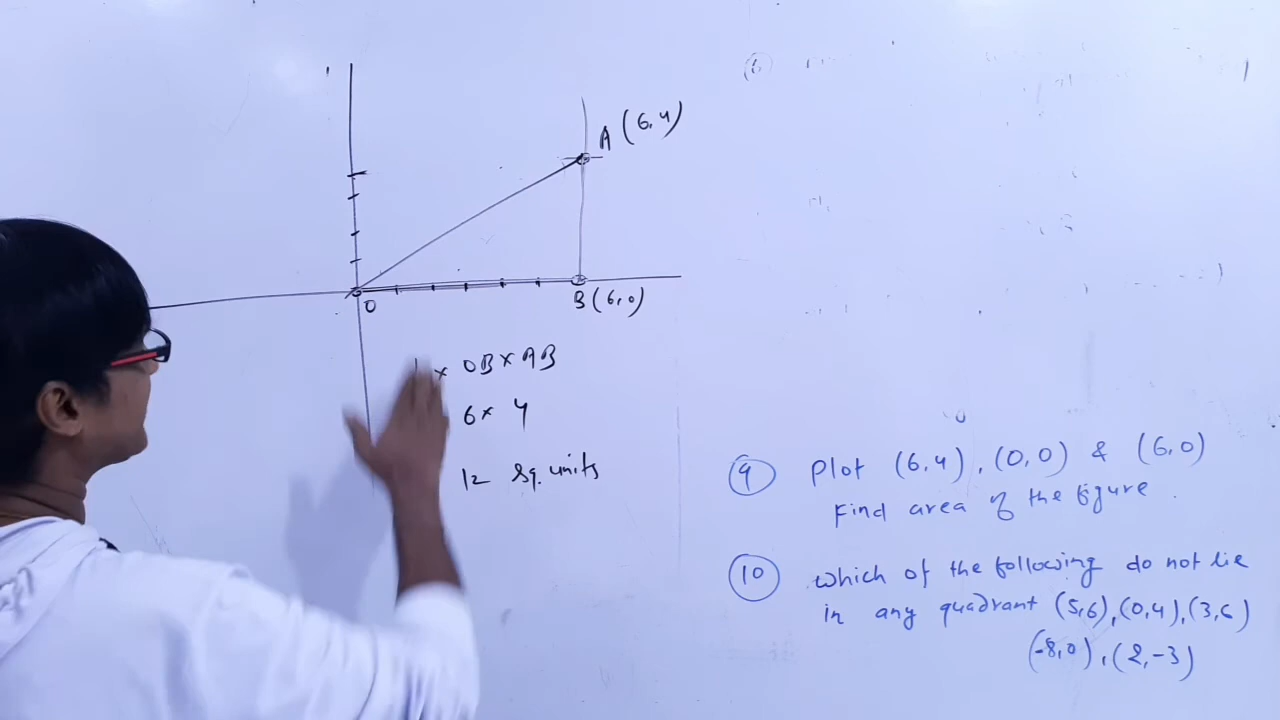 A (6,4)
O
B (6,0)
× OB × AB
6 × 4
12 Sq. units
(6)
(9) Plot (6,4), (0,0) & (6,0)
Find area of the figure.
(10) which of the following do not lie
in any quadrant (5,6), (0,4), (3,6)
(-8,0), (2,-3)